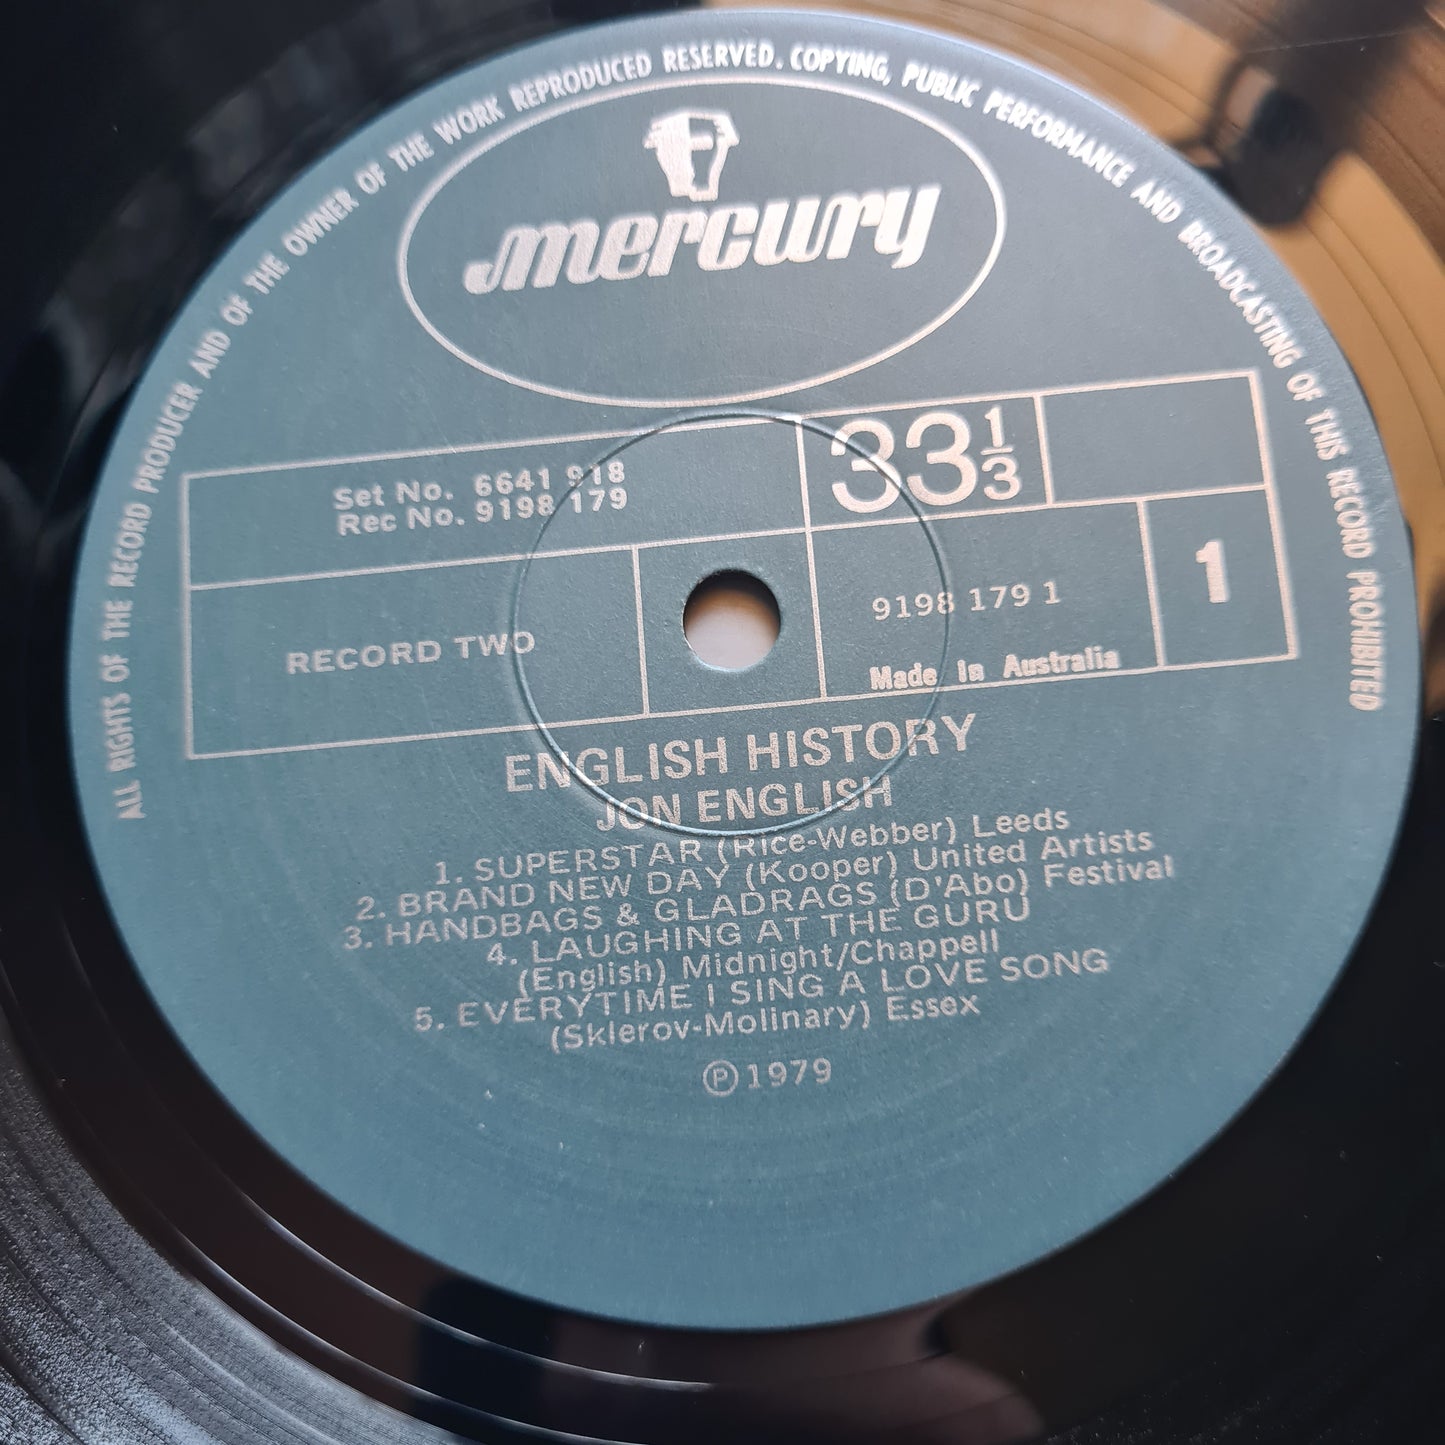 ALL RIGHTS OF THE RECORD PRODUCER AND OF THE OWNER OF THE WORK REPRODUCED RESERVED. COPYING, PUBLIC PERFORMANCE AND BROADCASTING OF THIS RECORD PROHIBITED
mercury
Set No. 6641 918
Rec No. 9198 179
33 1/3
RECORD TWO
9198 179 1
1
Made In Australia
ENGLISH HISTORY
JON ENGLISH
1. SUPERSTAR (Rice-Webber) Leeds
2. BRAND NEW DAY (Kooper) United Artists
3. HANDBAGS & GLADRAGS (D'Abo) Festival
4. LAUGHING AT THE GURU
(English) Midnight/Chappell
5. EVERYTIME I SING A LOVE SONG
(Sklerov-Molinary) Essex
Ⓟ 1979